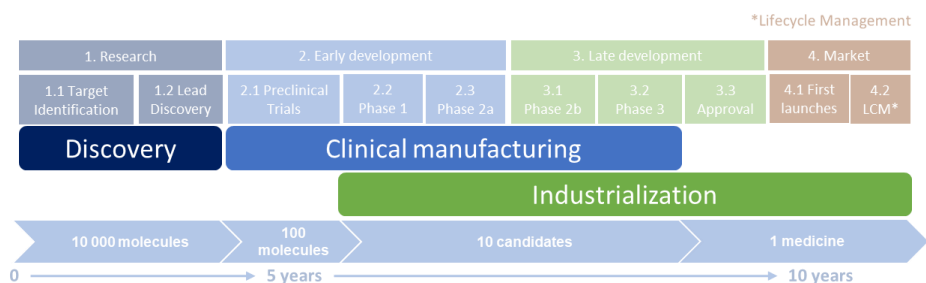 *Lifecycle Management
1. Research
2. Early development
3. Late development
4. Market
1.1 Target
Identification
1.2 Lead
Discovery
2.1 Preclinical
Trials
2.2
Phase 1
2.3
Phase 2a
3.1
Phase 2b
3.2
Phase 3
3.3
Approval
4.1 First
launches
4.2
LCM*
Discovery
Clinical manufacturing
Industrialization
10 000 molecules
100
molecules
10 candidates
1 medicine
0
5 years
10 years